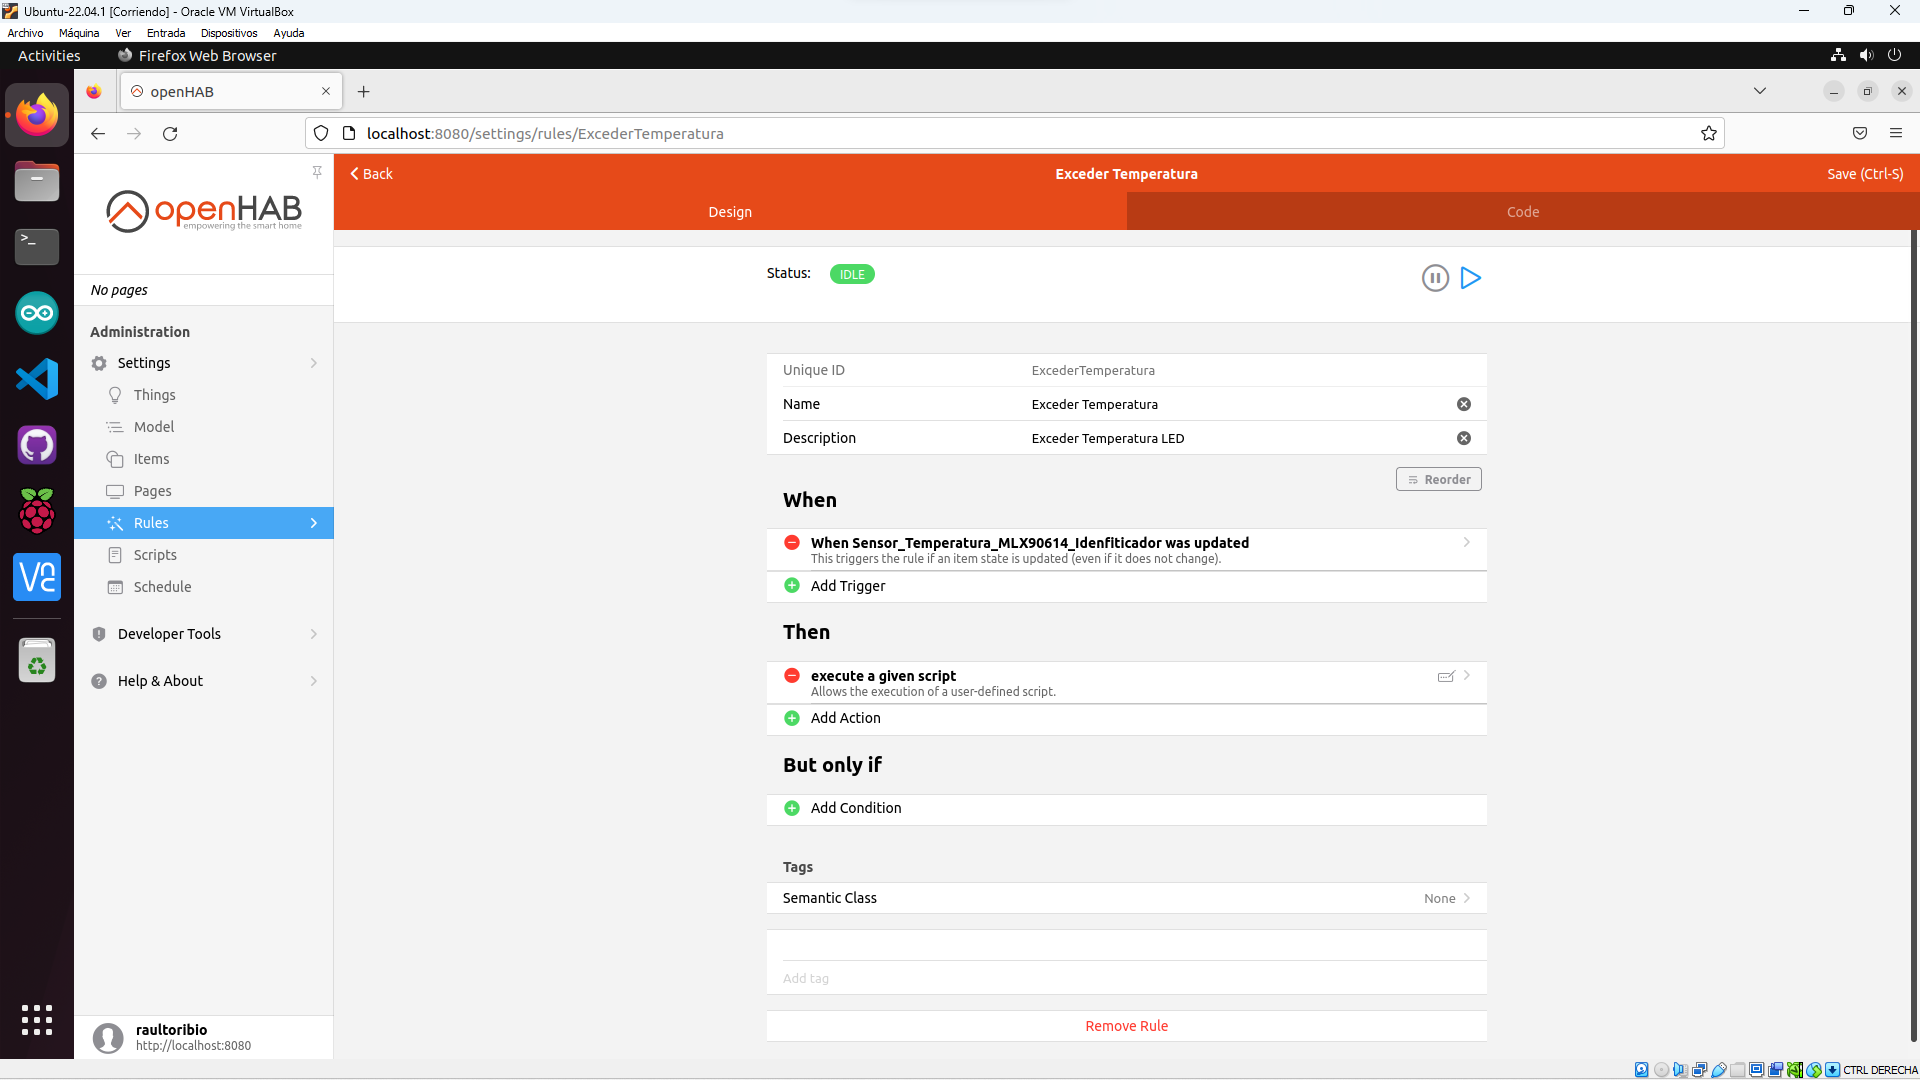 Ubuntu-22.04.1 [Corriendo] - Oracle VM VirtualBox
Archivo Máquina Ver Entrada Dispositivos Ayuda
Activities Firefox Web Browser
openHAB
localhost:8080/settings/rules/ExcederTemperatura
openHAB
empowering the smart home
No pages
Administration
Settings
Things
Model
Items
Pages
Rules
Scripts
Schedule
Developer Tools
Help & About
raultoribio
http://localhost:8080
Back Exceder Temperatura Save (Ctrl-S)
Design Code
Status: IDLE
Unique ID ExcederTemperatura
Name Exceder Temperatura
Description Exceder Temperatura LED
Reorder
When
When Sensor_Temperatura_MLX90614_Idenfiticador was updated
This triggers the rule if an item state is updated (even if it does not change).
Add Trigger
Then
execute a given script
Allows the execution of a user-defined script.
Add Action
But only if
Add Condition
Tags
Semantic Class None
Add tag
Remove Rule
CTRL DERECHA